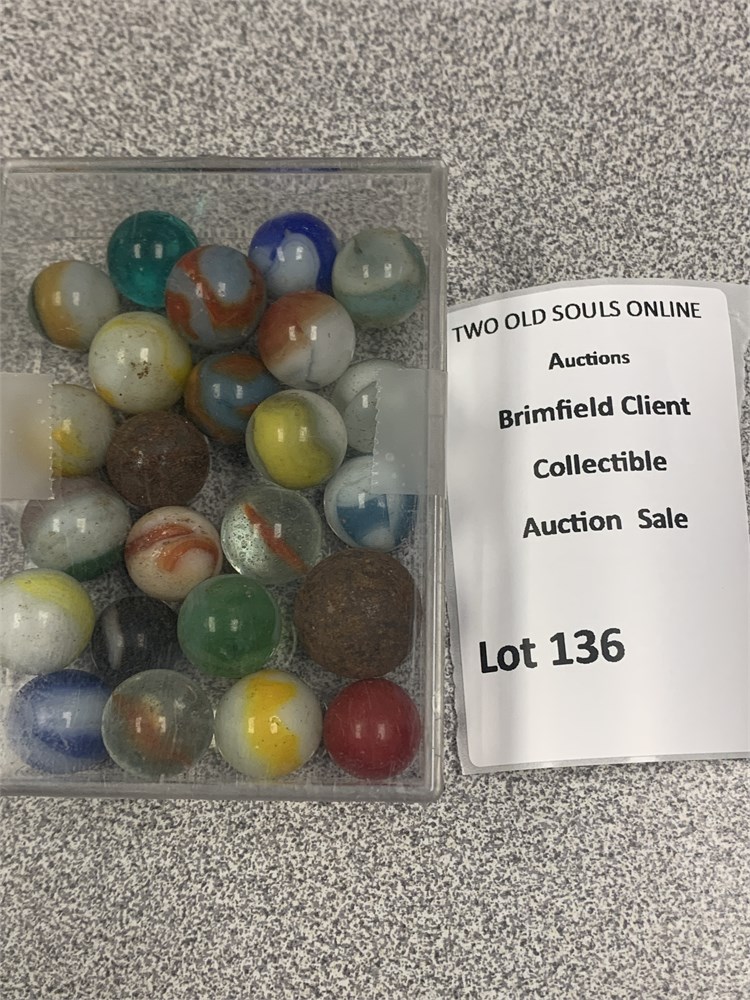 TWO OLD SOULS ONLINE
Auctions
Brimfield Client
Collectible
Auction Sale
Lot 136